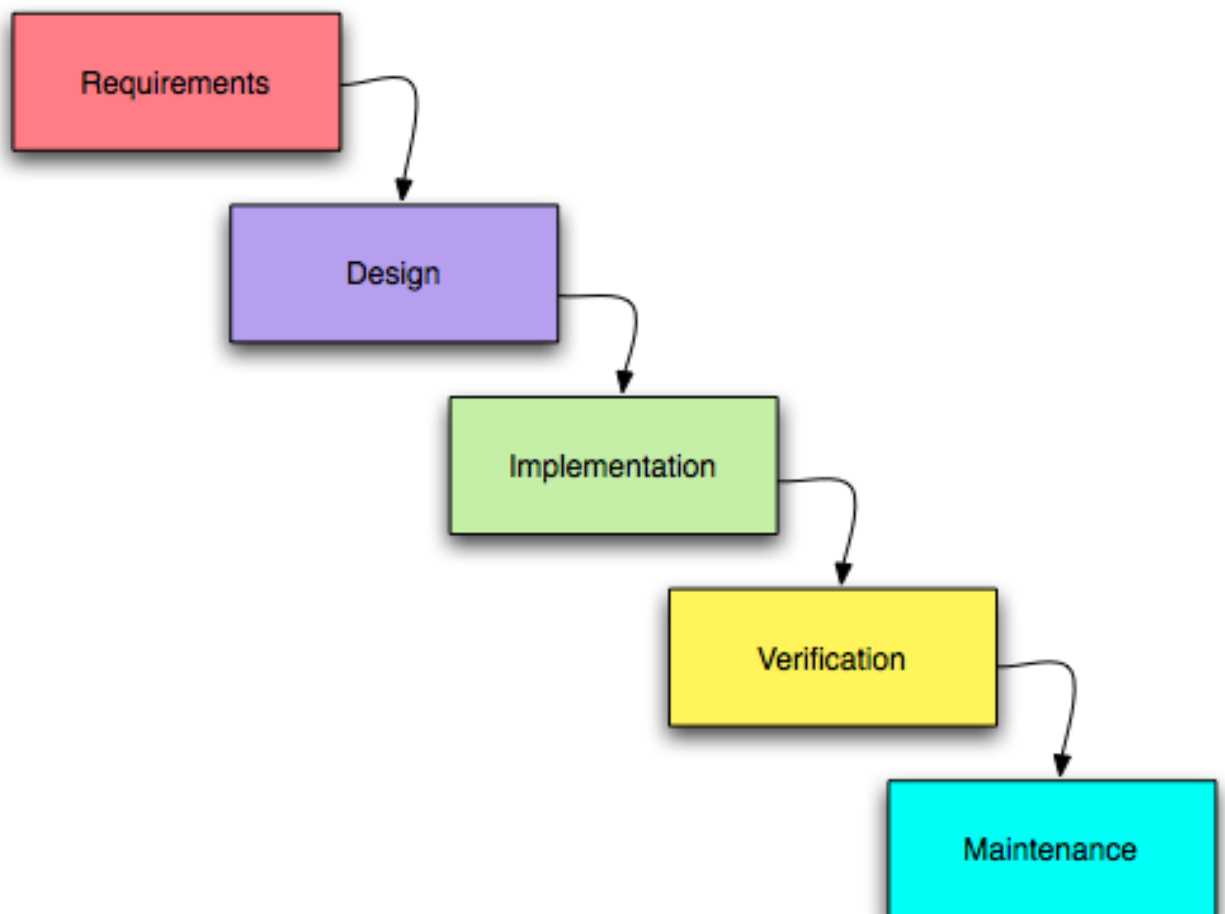 Requirements
Design
Implementation
Verification
Maintenance